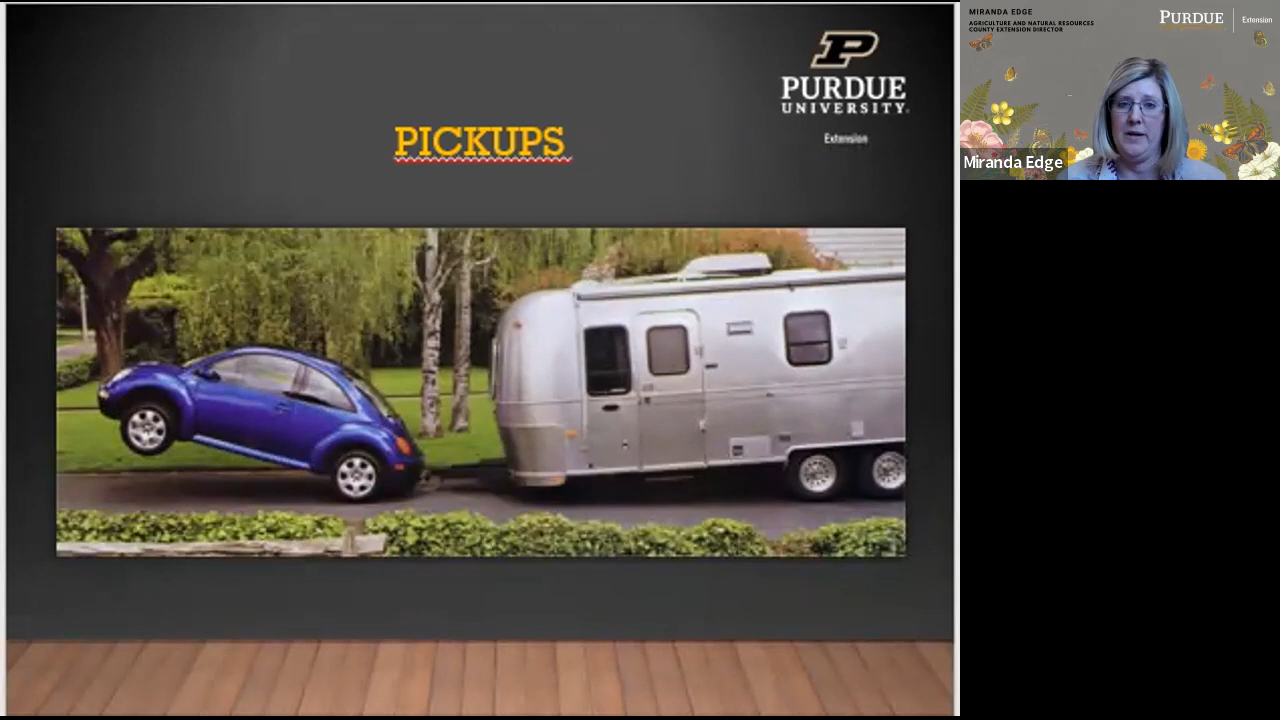 PURDUE
UNIVERSITY.
Extension
PICKUPS
MIRANDA EDGE
AGRICULTURE AND NATURAL RESOURCES
COUNTY EXTENSION DIRECTOR
PURDUE
Extension
Miranda Edge